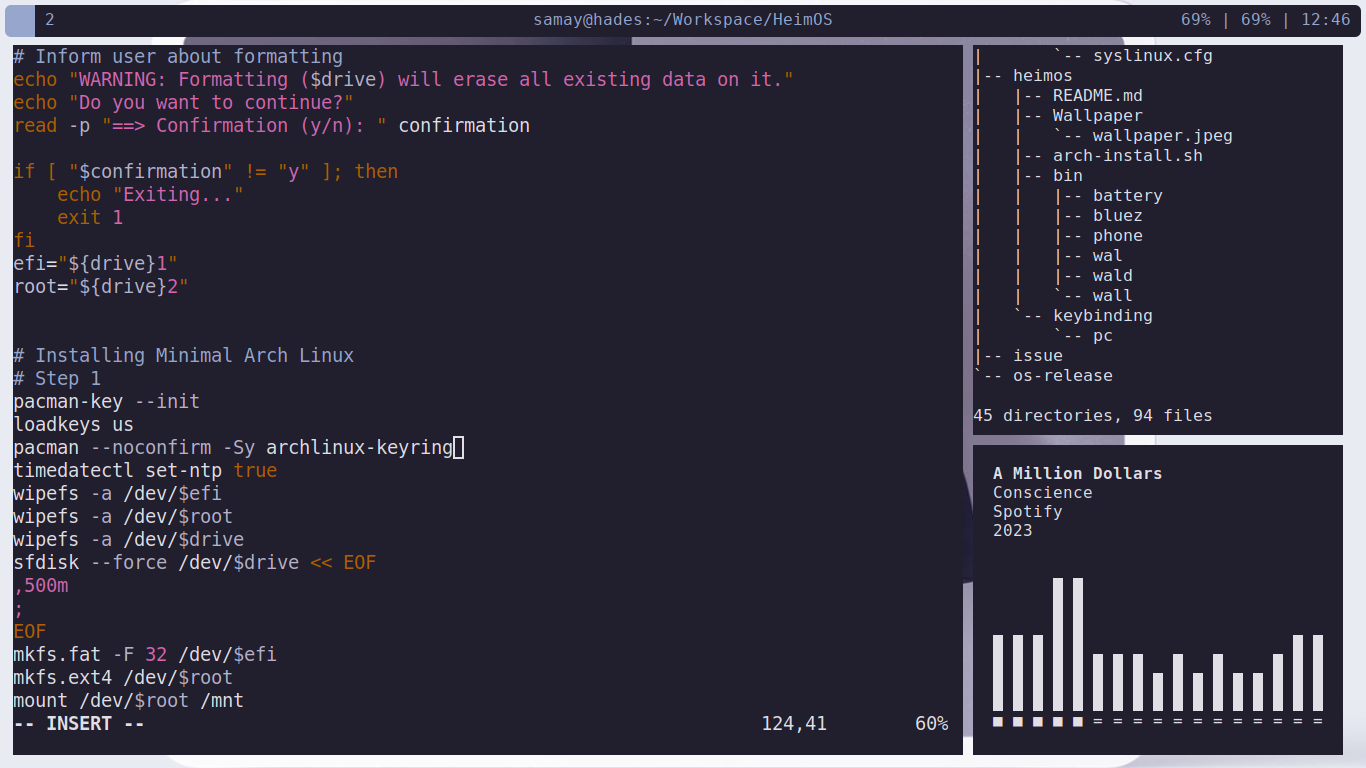 2
samay@hades:~/Workspace/HeimOS
69% | 69% | 12:46
# Inform user about formatting
echo "WARNING: Formatting ($drive) will erase all existing data on it."
echo "Do you want to continue?"
read -p "==> Confirmation (y/n): " confirmation
if [ "$confirmation" != "y" ]; then
    echo "Exiting..."
    exit 1
fi
efi="${drive}1"
root="${drive}2"
# Installing Minimal Arch Linux
# Step 1
pacman-key --init
loadkeys us
pacman --noconfirm -Sy archlinux-keyring
timedatectl set-ntp true
wipefs -a /dev/$efi
wipefs -a /dev/$root
wipefs -a /dev/$drive
sfdisk --force /dev/$drive << EOF
,500m
;
EOF
mkfs.fat -F 32 /dev/$efi
mkfs.ext4 /dev/$root
mount /dev/$root /mnt
-- INSERT --    124,41    60%
|       `-- syslinux.cfg
|-- heimos
|   |-- README.md
|   |-- Wallpaper
|   |   `-- wallpaper.jpeg
|   |-- arch-install.sh
|   |-- bin
|   |   |-- battery
|   |   |-- bluez
|   |   |-- phone
|   |   |-- wal
|   |   |-- wald
|   |   `-- wall
|   `-- keybinding
|       `-- pc
|-- issue
`-- os-release
45 directories, 94 files
A Million Dollars
Conscience
Spotify
2023
■ ■ ■ ■ ■ = = = = = = = = = = = =